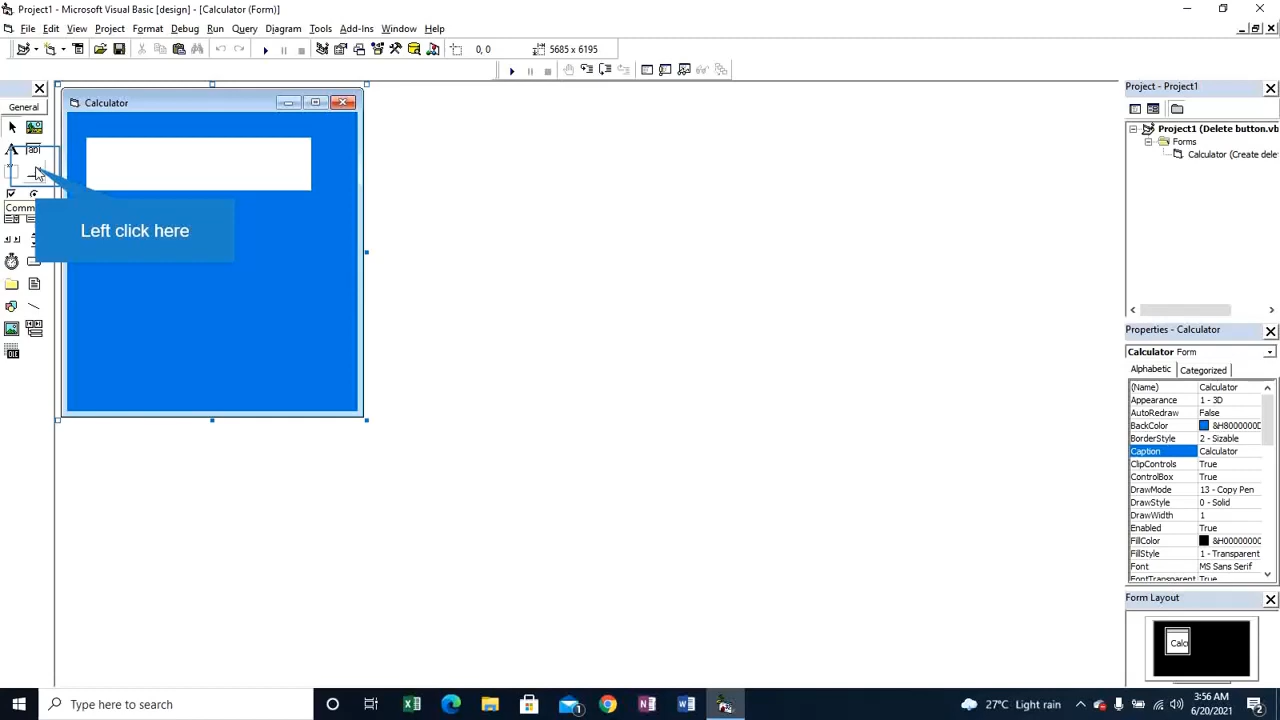 Project1 - Microsoft Visual Basic [design] - [Calculator (Form)]
File Edit View Project Format Debug Run Query Diagram Tools Add-Ins Window Help
0, 0 5685 x 6195
General
Calculator
Left click here
Project - Project1
Project1 (Delete button.vb
Forms
Calculator (Create dele
Properties - Calculator
Calculator Form
Alphabetic Categorized
(Name) Calculator
Appearance 1 - 3D
AutoRedraw False
BackColor &H8000000D
BorderStyle 2 - Sizable
Caption Calculator
ClipControls True
ControlBox True
DrawMode 13 - Copy Pen
DrawStyle 0 - Solid
DrawWidth 1
Enabled True
FillColor &H0000000C
FillStyle 1 - Transparent
Font MS Sans Serif
FontTransparent True
Form Layout
Calc
Type here to search
27°C Light rain
3:56 AM
6/20/2021